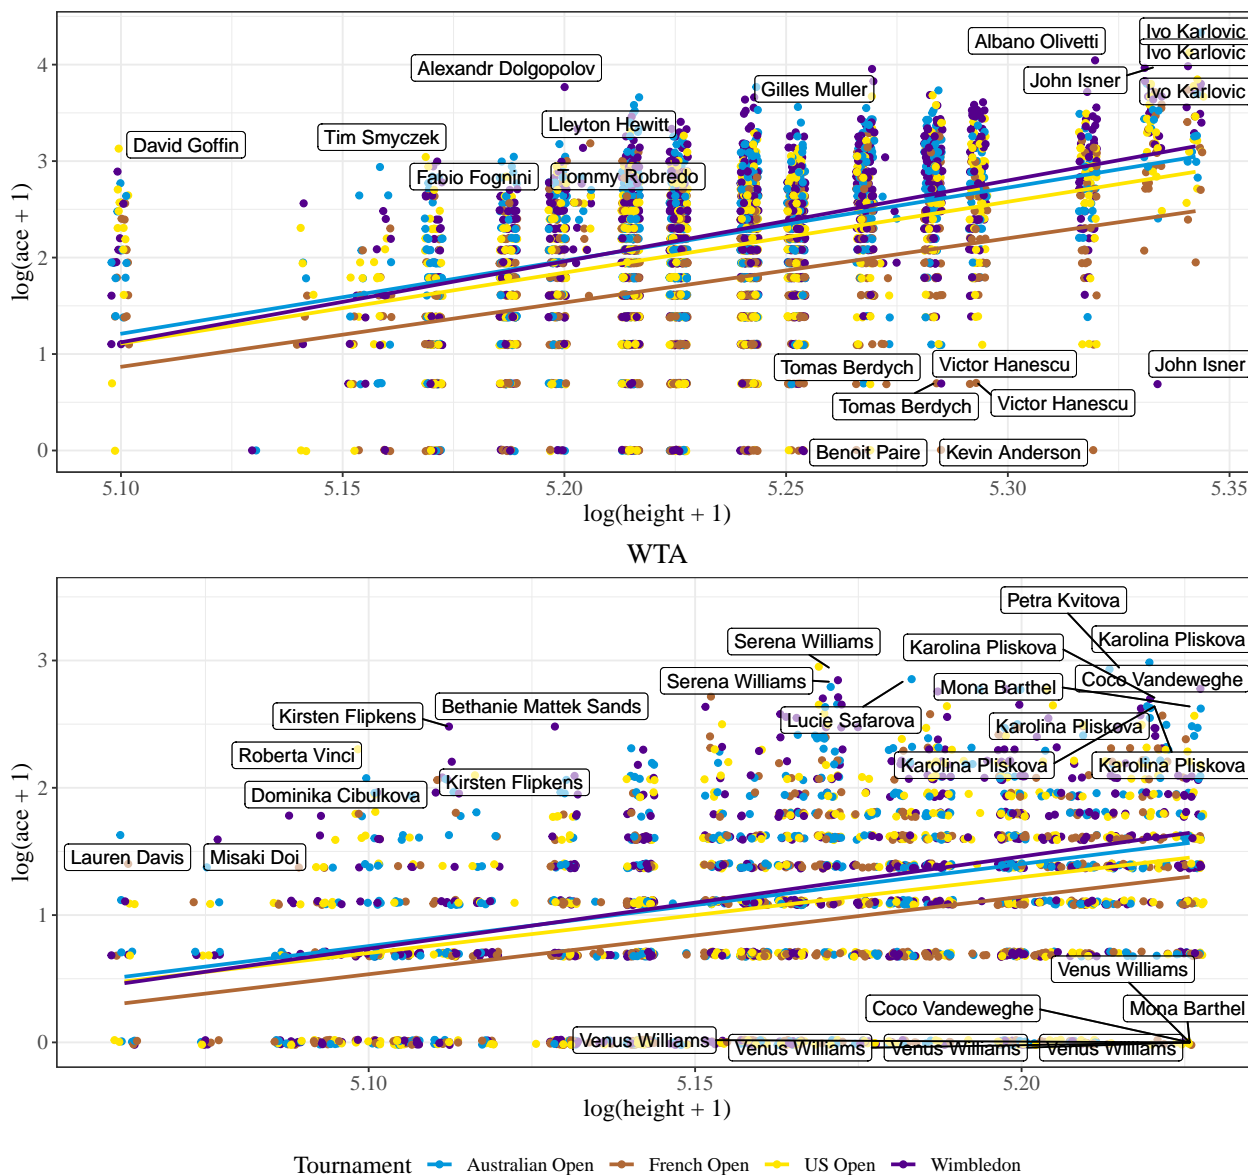 Ivo Karlovic
Albano Olivetti
Ivo Karlovic
Alexandr Dolgopolov
John Isner
Gilles Muller
Ivo Karlovic
Lleyton Hewitt
Tim Smyczek
David Goffin
Fabio Fognini
Tommy Robredo
Tomas Berdych
Victor Hanescu
John Isner
Tomas Berdych
Victor Hanescu
Benoit Paire
Kevin Anderson
log(ace + 1)
4
3
2
1
0
5.10
5.15
5.20
5.25
5.30
5.35
log(height + 1)
WTA
Petra Kvitova
Serena Williams
Karolina Pliskova
Karolina Pliskova
Serena Williams
Mona Barthel
Coco Vandeweghe
Kirsten Flipkens
Bethanie Mattek Sands
Lucie Safarova
Karolina Pliskova
Roberta Vinci
Kirsten Flipkens
Karolina Pliskova
Karolina Pliskova
Dominika Cibulkova
Lauren Davis
Misaki Doi
Venus Williams
Coco Vandeweghe
Mona Barthel
Venus Williams
Venus Williams
Venus Williams
Venus Williams
log(ace + 1)
3
2
1
0
5.10
5.15
5.20
log(height + 1)
Tournament Australian Open French Open US Open Wimbledon